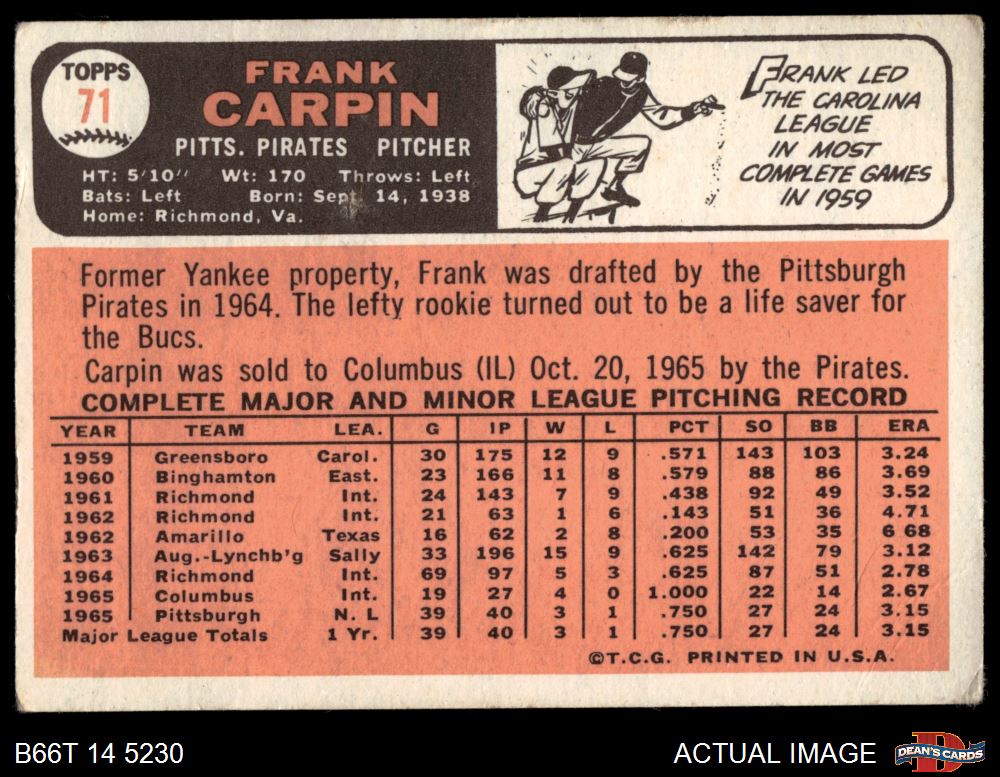 TOPPS
71
FRANK
CARPIN
PITTS. PIRATES PITCHER
HT: 5'10" Wt: 170 Throws: Left
Bats: Left Born: Sept. 14, 1938
Home: Richmond, Va.
FRANK LED
THE CAROLINA
LEAGUE
IN MOST
COMPLETE GAMES
IN 1959
Former Yankee property, Frank was drafted by the Pittsburgh
Pirates in 1964. The lefty rookie turned out to be a life saver for
the Bucs.
Carpin was sold to Columbus (IL) Oct. 20, 1965 by the Pirates.
COMPLETE MAJOR AND MINOR LEAGUE PITCHING RECORD
YEAR TEAM LEA. G IP W L PCT SO BB ERA
1959 Greensboro Carol. 30 175 12 9 .571 143 103 3.24
1960 Binghamton East. 23 166 11 8 .579 88 86 3.69
1961 Richmond Int. 24 143 7 9 .438 92 49 3.52
1962 Richmond Int. 21 63 1 6 .143 51 36 4.71
1962 Amarillo Texas 16 62 2 8 .200 53 35 6 68
1963 Aug.-Lynchb'g Sally 33 196 15 9 .625 142 79 3.12
1964 Richmond Int. 69 97 5 3 .625 87 51 2.78
1965 Columbus Int. 19 27 4 0 1.000 22 14 2.67
1965 Pittsburgh N. L 39 40 3 1 .750 27 24 3.15
Major League Totals 1 Yr. 39 40 3 1 .750 27 24 3.15
©T.C.G. PRINTED IN U.S.A.
B66T 14 5230
ACTUAL IMAGE
DEAN'S CARDS